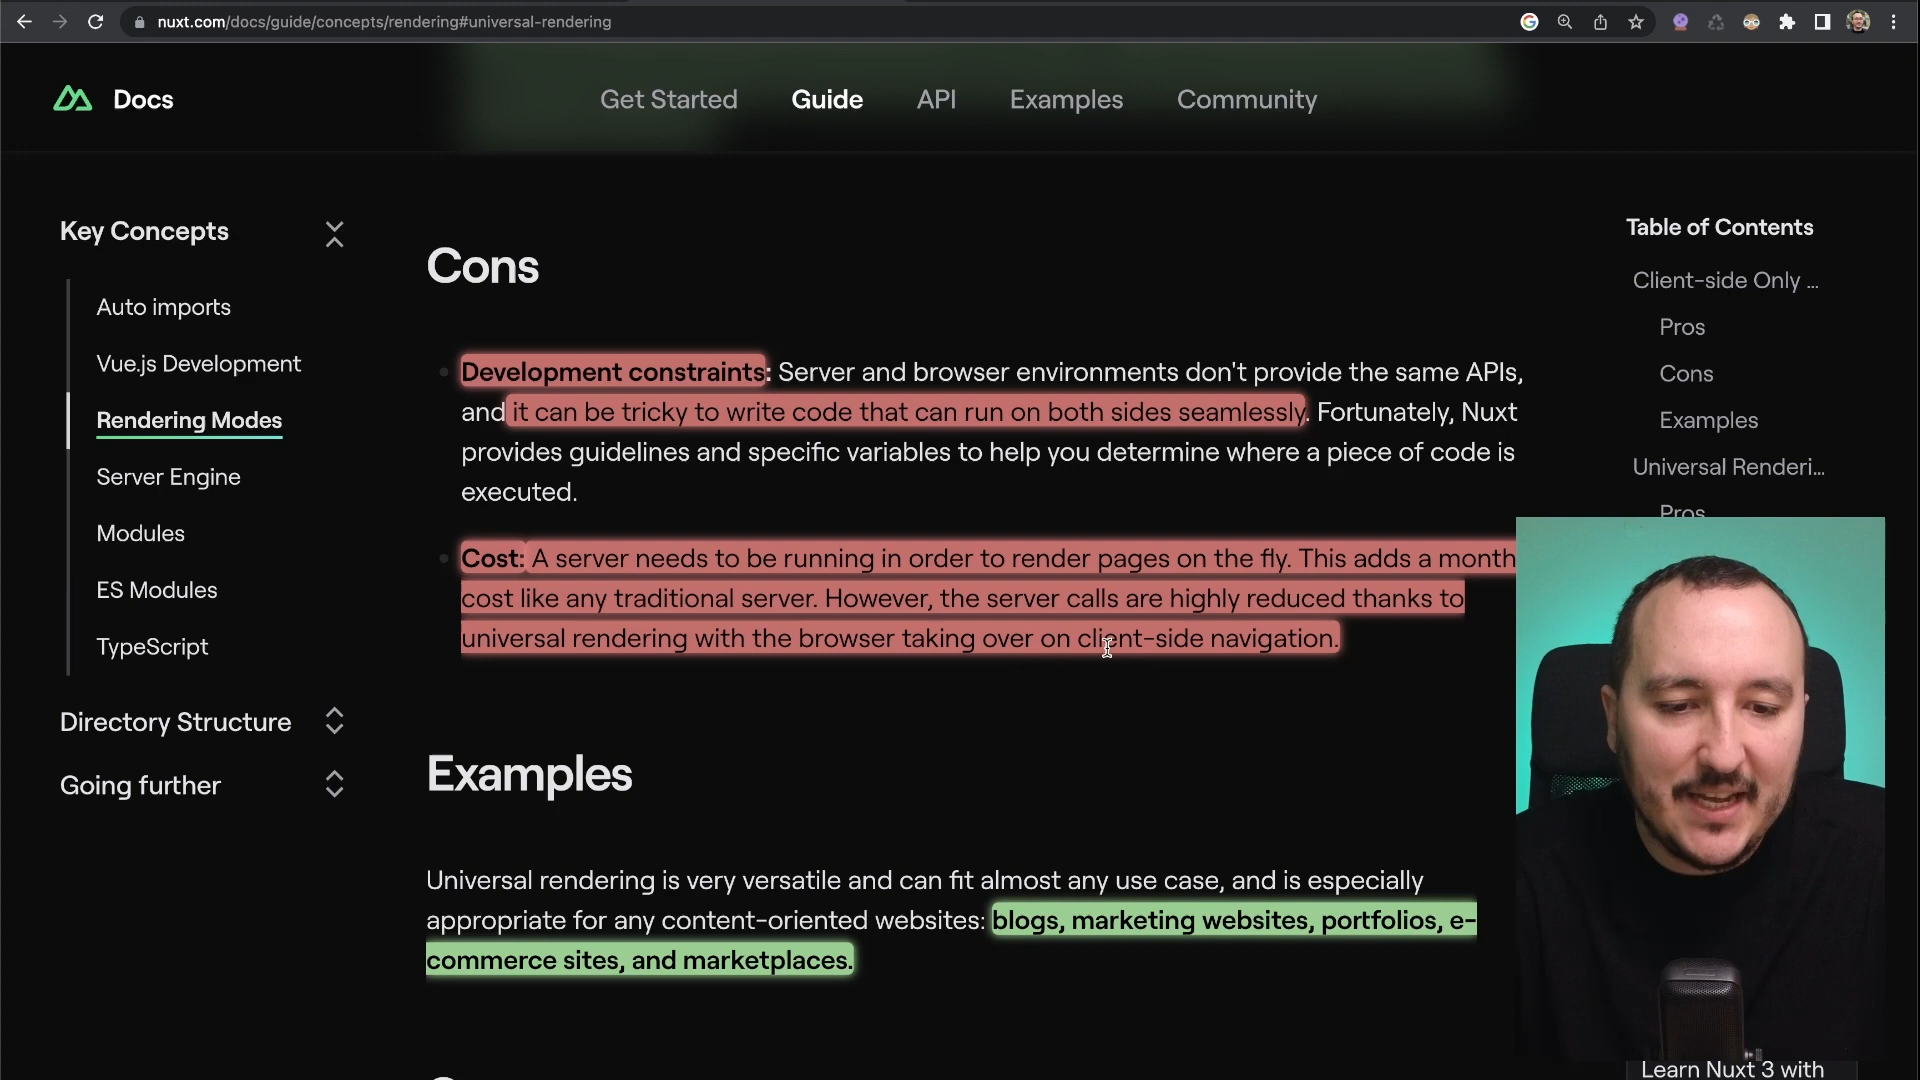 nuxt.com/docs/guide/concepts/rendering#universal-rendering
Docs
Get Started
Guide
API
Examples
Community
Key Concepts
Auto imports
Vue.js Development
Rendering Modes
Server Engine
Modules
ES Modules
TypeScript
Directory Structure
Going further
Cons
Development constraints: Server and browser environments don't provide the same APIs,
and it can be tricky to write code that can run on both sides seamlessly. Fortunately, Nuxt
provides guidelines and specific variables to help you determine where a piece of code is
executed.
Cost: A server needs to be running in order to render pages on the fly. This adds a month
cost like any traditional server. However, the server calls are highly reduced thanks to
universal rendering with the browser taking over on client-side navigation.
Examples
Universal rendering is very versatile and can fit almost any use case, and is especially
appropriate for any content-oriented websites: blogs, marketing websites, portfolios, e-
commerce sites, and marketplaces.
Table of Contents
Client-side Only ...
Pros
Cons
Examples
Universal Renderi...
Pros
Learn Nuxt 3 with